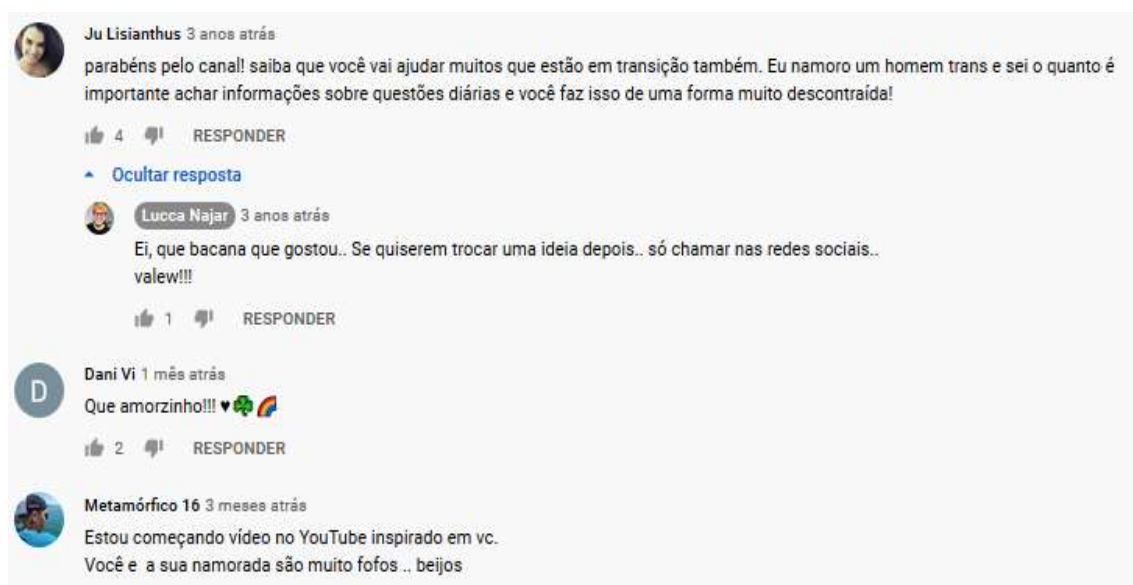 Ju Lisianthus 3 anos atrás
parabéns pelo canal! saiba que você vai ajudar muitos que estão em transição também. Eu namoro um homem trans e sei o quanto é
importante achar informações sobre questões diárias e você faz isso de uma forma muito descontraída!
4 RESPONDER
Ocultar resposta
Lucca Najar 3 anos atrás
Ei, que bacana que gostou.. Se quiserem trocar uma ideia depois.. só chamar nas redes sociais..
valew!!!
1 RESPONDER
D
Dani Vi 1 mês atrás
Que amorzinho!!! ♥🍀🌈
2 RESPONDER
Metamórfico 16 3 meses atrás
Estou começando vídeo no YouTube inspirado em vc.
Você e a sua namorada são muito fofos .. beijos